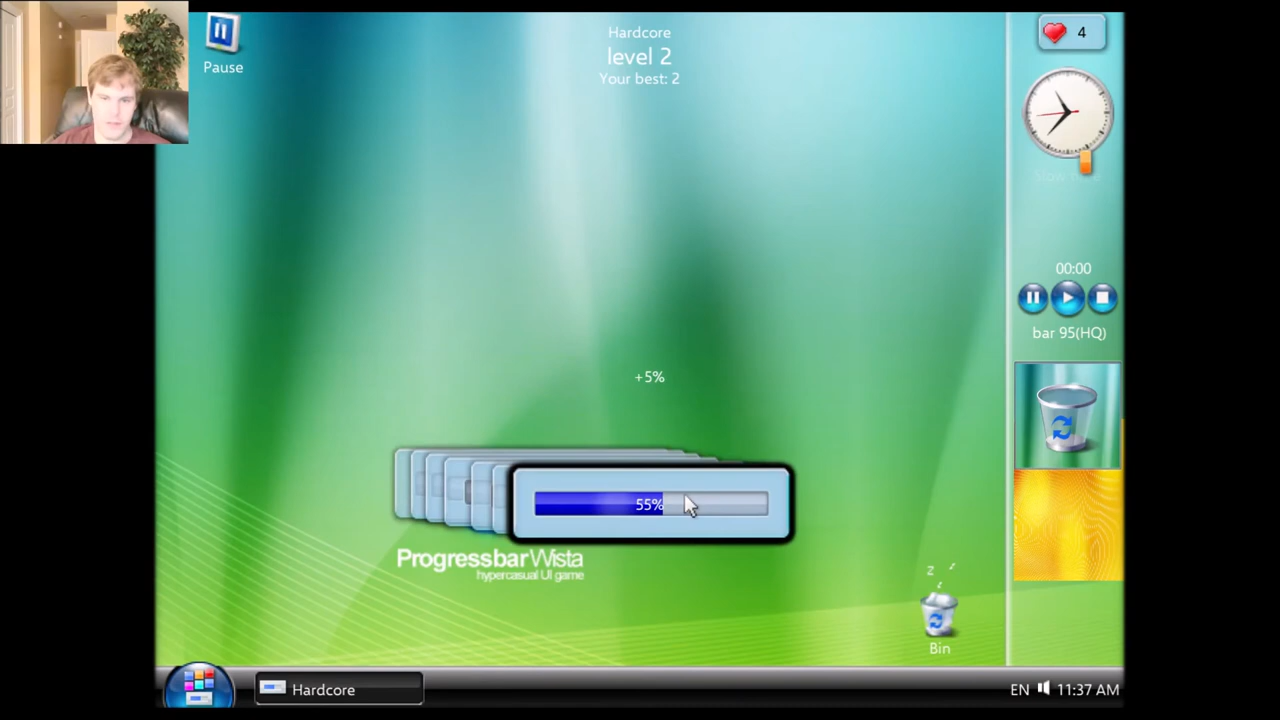 Pause
Hardcore
level 2
Your best: 2
4
00:00
bar 95(HQ)
+5%
55%
ProgressbarWista
hypercasual UI game
z
Bin
Hardcore
EN 11:37 AM